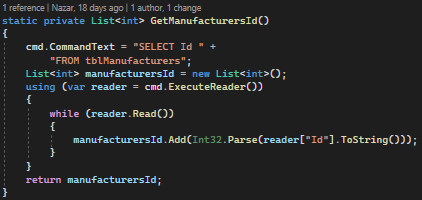 1 reference | Nazar, 18 days ago | 1 author, 1 change
static private List<int> GetManufacturersId()
{
    cmd.CommandText = "SELECT Id " +
        "FROM tblManufacturers";
    List<int> manufacturersId = new List<int>();
    using (var reader = cmd.ExecuteReader())
    {
        while (reader.Read())
        {
            manufacturersId.Add(Int32.Parse(reader["Id"].ToString()));
        }
    }
    return manufacturersId;
}